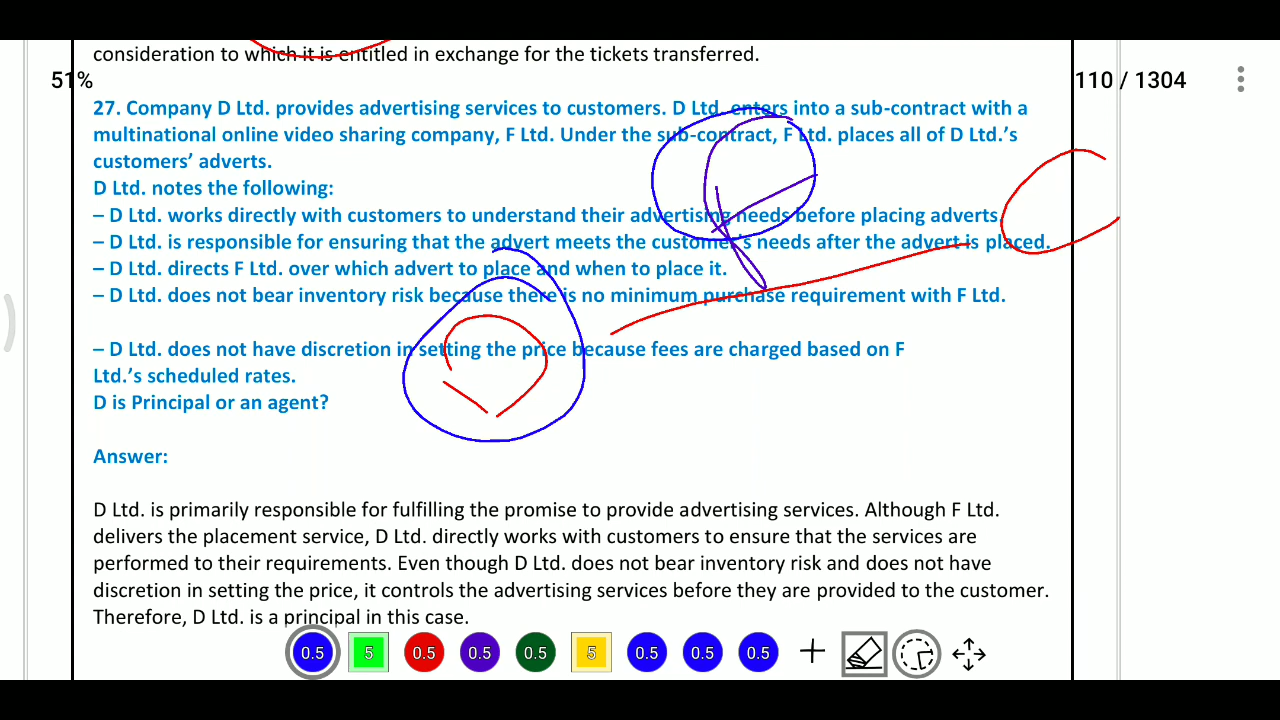 consideration to which it is entitled in exchange for the tickets transferred.
51%
110 / 1304
27. Company D Ltd. provides advertising services to customers. D Ltd. enters into a sub-contract with a
multinational online video sharing company, F Ltd. Under the sub-contract, F Ltd. places all of D Ltd.'s
customers' adverts.
D Ltd. notes the following:
– D Ltd. works directly with customers to understand their advertising needs before placing adverts.
– D Ltd. is responsible for ensuring that the advert meets the customer's needs after the advert is placed.
– D Ltd. directs F Ltd. over which advert to place and when to place it.
– D Ltd. does not bear inventory risk because there is no minimum purchase requirement with F Ltd.
– D Ltd. does not have discretion in setting the price because fees are charged based on F
Ltd.'s scheduled rates.
D is Principal or an agent?
Answer:
D Ltd. is primarily responsible for fulfilling the promise to provide advertising services. Although F Ltd.
delivers the placement service, D Ltd. directly works with customers to ensure that the services are
performed to their requirements. Even though D Ltd. does not bear inventory risk and does not have
discretion in setting the price, it controls the advertising services before they are provided to the customer.
Therefore, D Ltd. is a principal in this case.
0.5 5 0.5 0.5 0.5 5 0.5 0.5 0.5